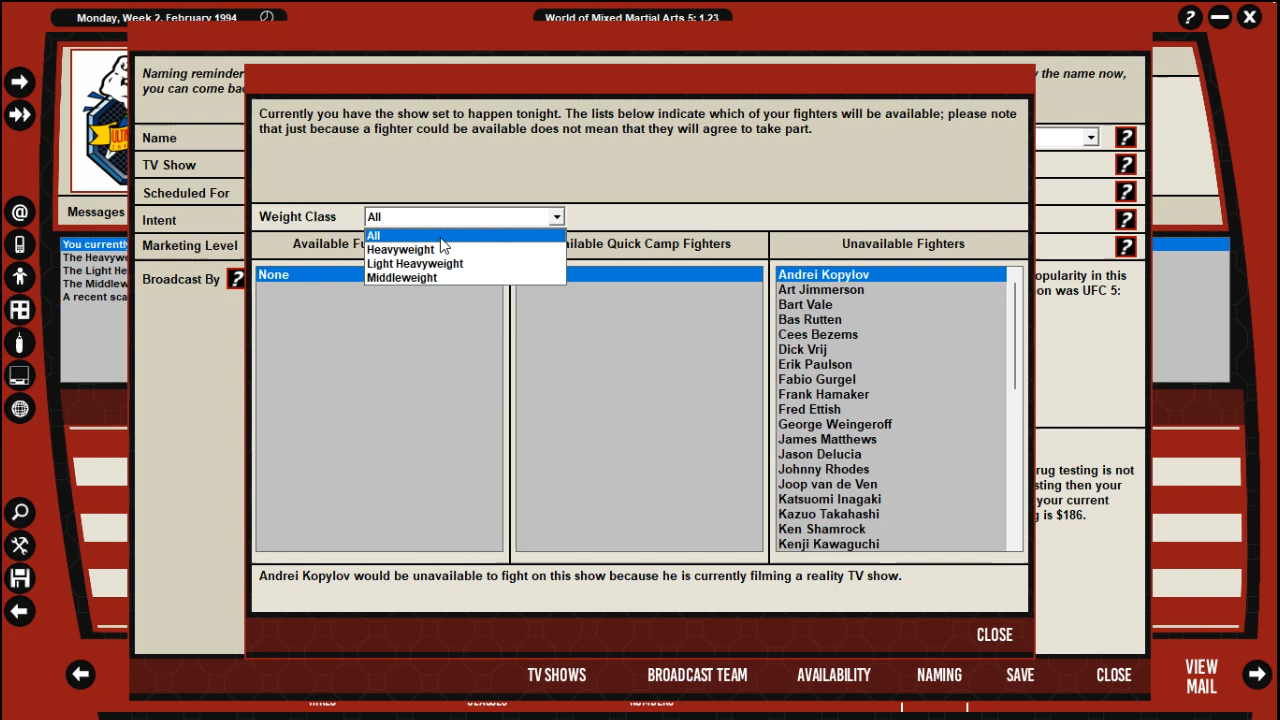 Monday, Week 2, February 1994
World of Mixed Martial Arts 5: 1.23
Naming reminder
the name now,
you can come bac
Currently you have the show set to happen tonight. The lists below indicate which of your fighters will be available; please note
that just because a fighter could be available does not mean that they will agree to take part.
Name
TV Show
Scheduled For
Intent
Marketing Level
Broadcast By ?
Messages
You currently
The Heavyw
The Light He
The Middlew
A recent sca
Weight Class
All
All
Heavyweight
Light Heavyweight
Middleweight
Available Fi
ilable Quick Camp Fighters
Unavailable Fighters
None
Andrei Kopylov
Art Jimmerson
Bart Vale
Bas Rutten
Cees Bezems
Dick Vrij
Erik Paulson
Fabio Gurgel
Frank Hamaker
Fred Ettish
George Weingeroff
James Matthews
Jason Delucia
Johnny Rhodes
Joop van de Ven
Katsuomi Inagaki
Kazuo Takahashi
Ken Shamrock
Kenji Kawaguchi
opularity in this
on was UFC 5:
rug testing is not
sting then your
your current
g is $186.
Andrei Kopylov would be unavailable to fight on this show because he is currently filming a reality TV show.
CLOSE
TV SHOWS
BROADCAST TEAM
AVAILABILITY
NAMING
SAVE
CLOSE
VIEW
MAIL